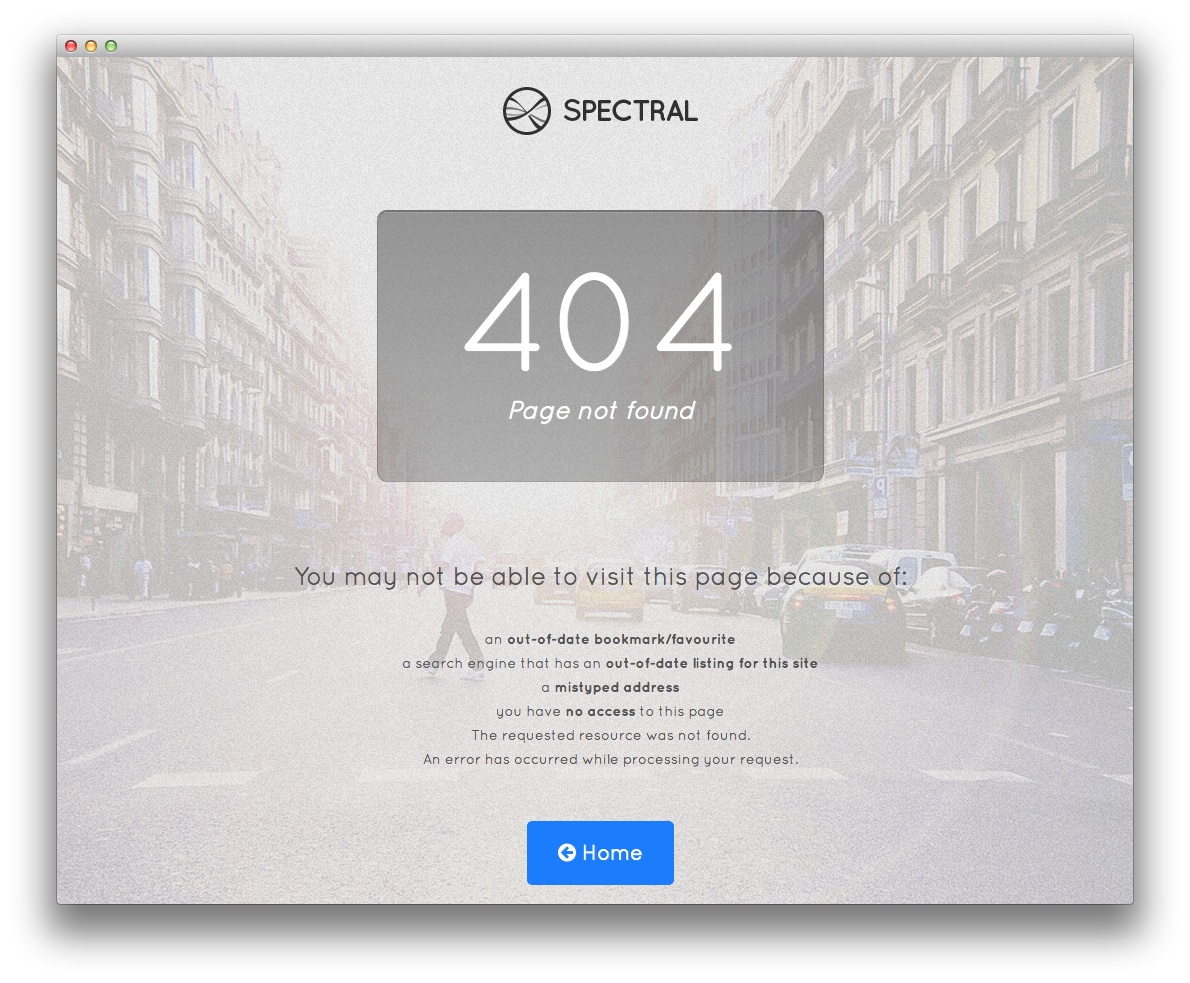 SPECTRAL
404
Page not found
You may not be able to visit this page because of:
an out-of-date bookmark/favourite
a search engine that has an out-of-date listing for this site
a mistyped address
you have no access to this page
The requested resource was not found.
An error has occurred while processing your request.
Home